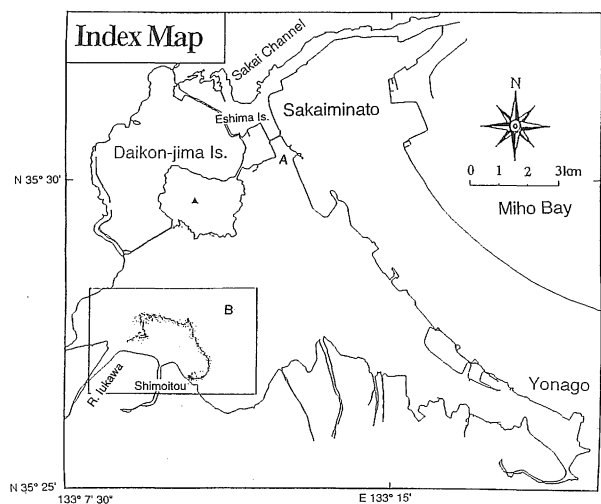 Index Map
Sakai Channel
Eshima Is.
Sakaiminato
Daikon-jima Is.
A
N
N 35° 30'
0 1 2 3km
Miho Bay
B
R. Iukawa
Shimoitou
Yonago
N 35° 25'
133° 7' 30"
E 133° 15'